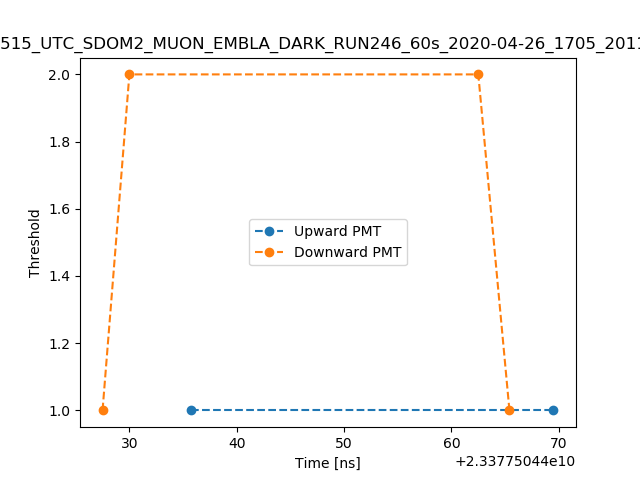 515_UTC_SDOM2_MUON_EMBLA_DARK_RUN246_60s_2020-04-26_1705_2011
2.0
1.8
1.6
1.4
1.2
1.0
Threshold
Upward PMT
Downward PMT
30 40 50 60 70
Time [ns]
+2.33775044e10